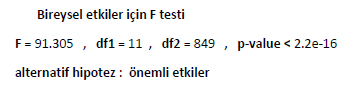 Bireysel etkiler için F testi
F = 91.305 , df1 = 11 , df2 = 849 , p-value < 2.2e-16
alternatif hipotez : önemli etkiler